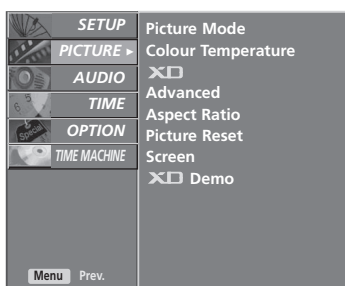 SETUP
PICTURE ►
AUDIO
TIME
OPTION
TIME MACHINE
Picture Mode
Colour Temperature
XD
Advanced
Aspect Ratio
Picture Reset
Screen
XD Demo
Menu Prev.
Special